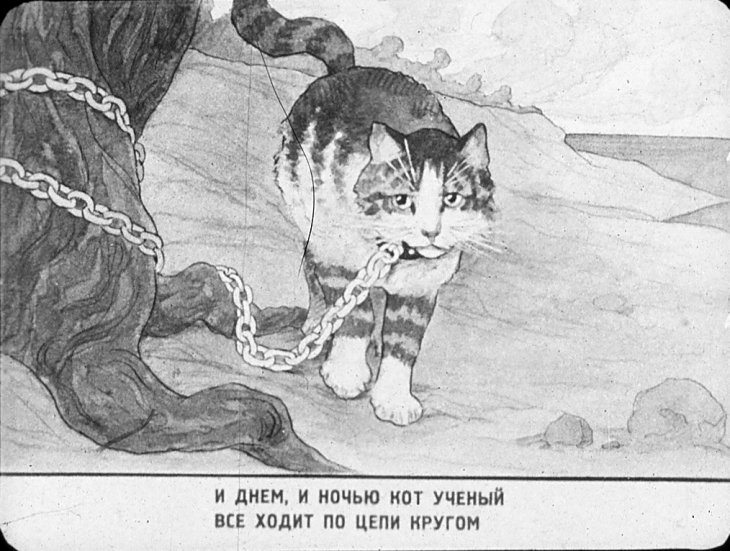 И ДНЕМ, И НОЧЬЮ КОТ УЧЕНЫЙ
ВСЕ ХОДИТ ПО ЦЕПИ КРУГОМ